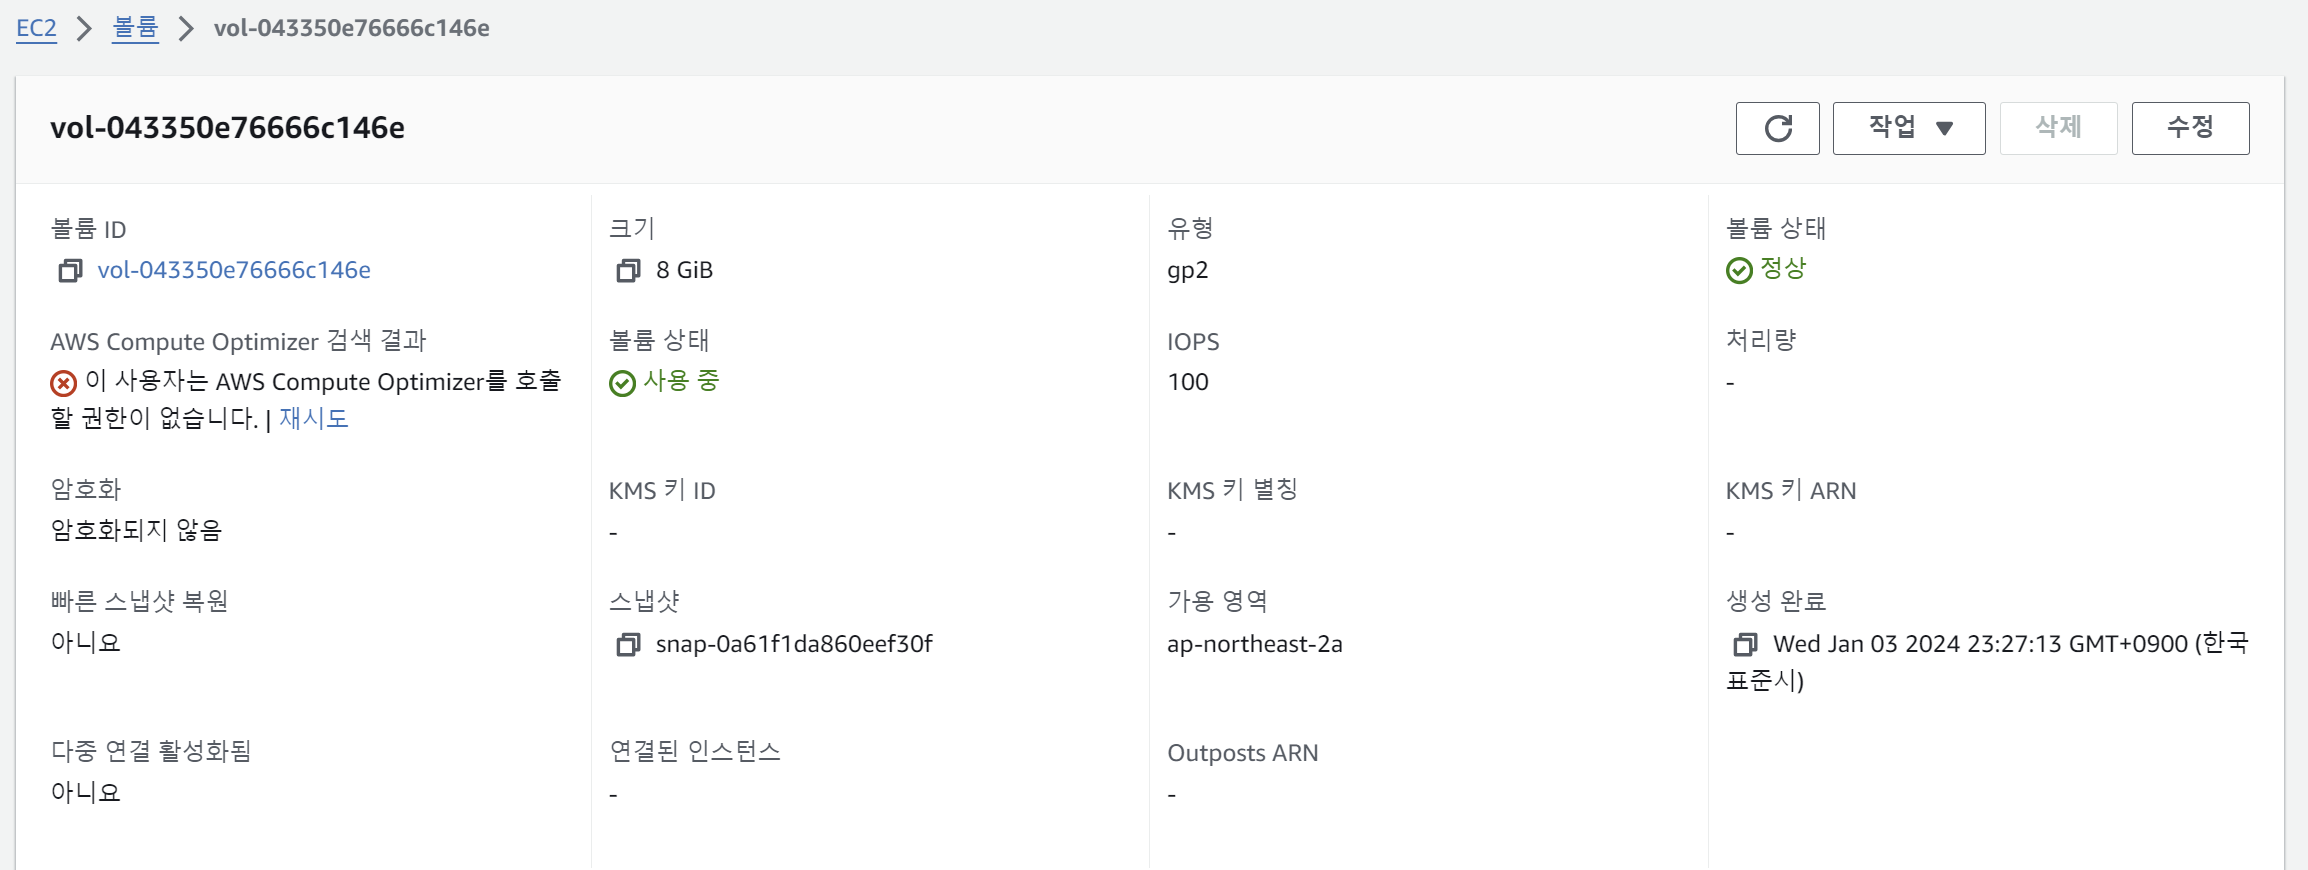 EC2 > 볼륨 > vol-043350e76666c146e
vol-043350e76666c146e
작업 ▼ 삭제 수정
볼륨 ID
vol-043350e76666c146e
크기
8 GiB
유형
gp2
볼륨 상태
정상
AWS Compute Optimizer 검색 결과
이 사용자는 AWS Compute Optimizer를 호출
할 권한이 없습니다. | 재시도
볼륨 상태
사용 중
IOPS
100
처리량
-
암호화
암호화되지 않음
KMS 키 ID
-
KMS 키 별칭
-
KMS 키 ARN
-
빠른 스냅샷 복원
아니요
스냅샷
snap-0a61f1da860eef30f
가용 영역
ap-northeast-2a
생성 완료
Wed Jan 03 2024 23:27:13 GMT+0900 (한국
표준시)
다중 연결 활성화됨
아니요
연결된 인스턴스
-
Outposts ARN
-